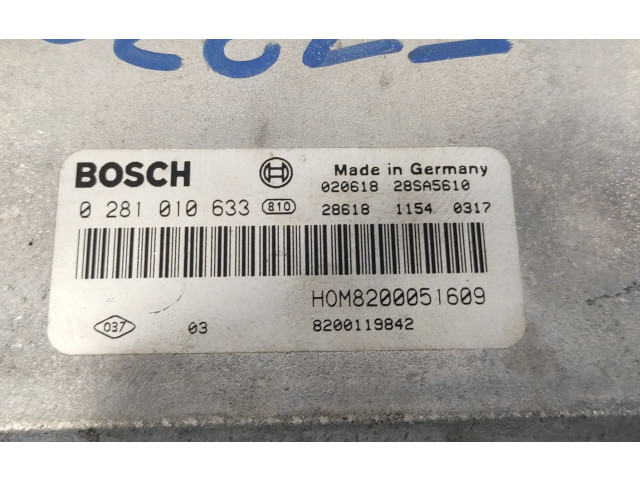 BOSCH
Made in Germany
020618 28SA5610
0 281 010 633 810 28618 1154 0317
HOM8200051609
037 03 8200119842